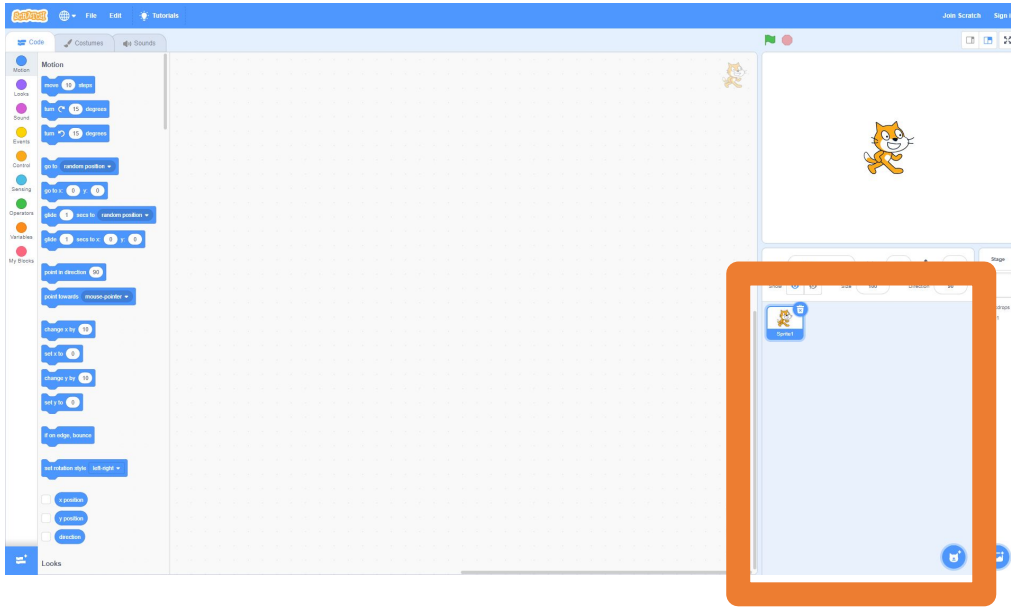 SCRATCH File Edit Tutorials Join Scratch
Code Costumes Sounds
Motion
Looks
Sound
Events
Control
Sensing
Operators
Variables
My Blocks
Motion
move 10 steps
turn 15 degrees
turn 15 degrees
go to random position
go to x: 0 y: 0
glide 1 secs to random position
glide 1 secs to x: 0 y: 0
point in direction 90
point towards mouse-pointer
change x by 10
set x to 0
change y by 10
set y to 0
if on edge, bounce
set rotation style left-right
x position
y position
direction
Looks
Stage
Show Size 100 Direction
Sprite1
1